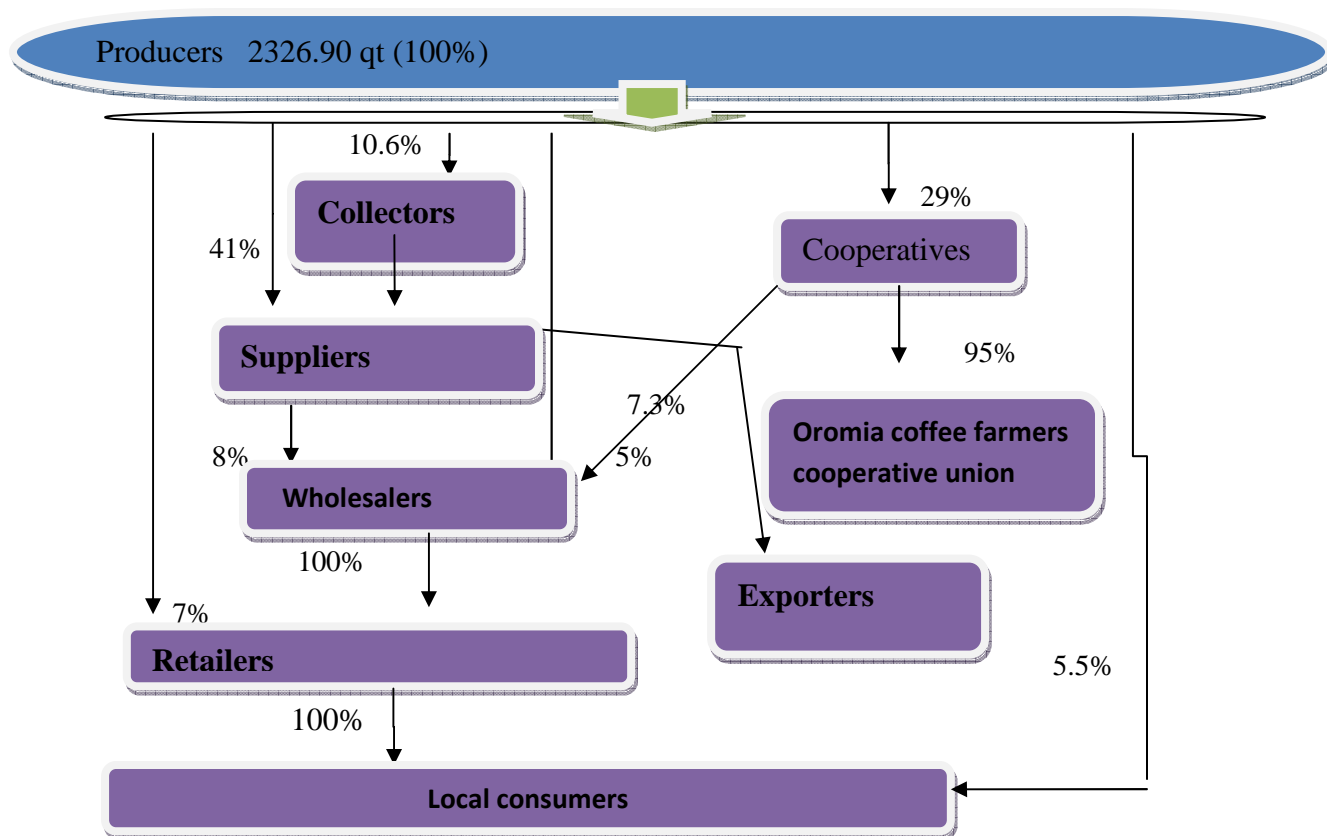 Producers 2326.90 qt (100%)
10.6%
Collectors
29%
41%
Cooperatives
Suppliers
95%
7.3%
Oromia coffee farmers
cooperative union
8%
5%
Wholesalers
100%
Exporters
7%
Retailers
5.5%
100%
Local consumers